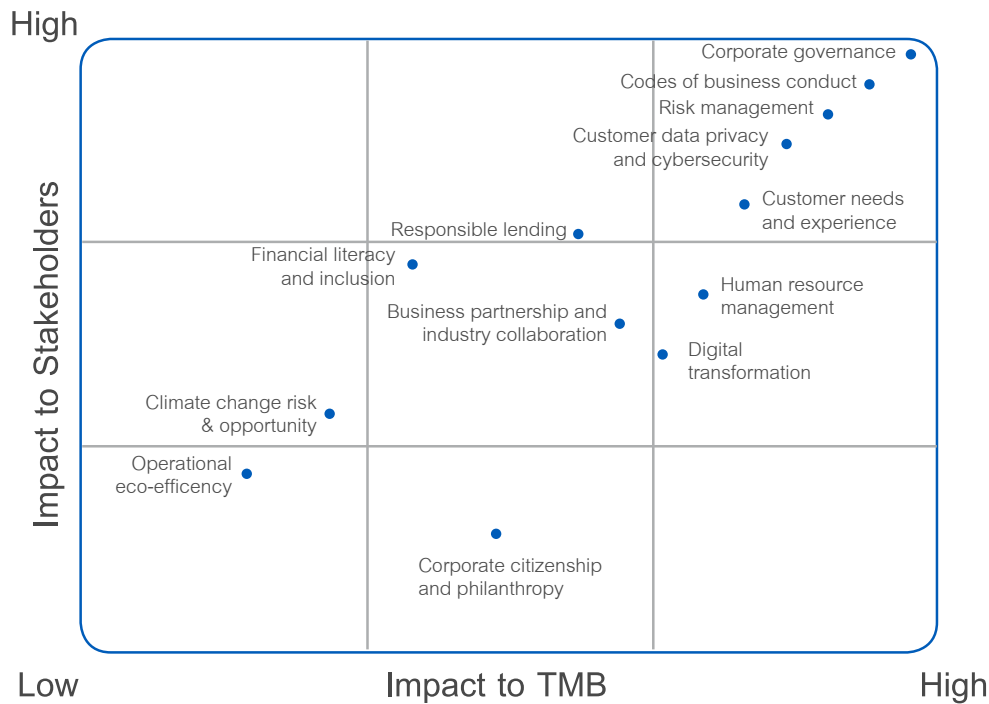 High
Corporate governance
Codes of business conduct
Risk management
Customer data privacy
and cybersecurity
Customer needs
and experience
Responsible lending
Financial literacy
and inclusion
Human resource
management
Business partnership and
industry collaboration
Digital
transformation
Climate change risk
& opportunity
Operational
eco-efficency
Corporate citizenship
and philanthropy
Impact to Stakeholders
Low
Impact to TMB
High